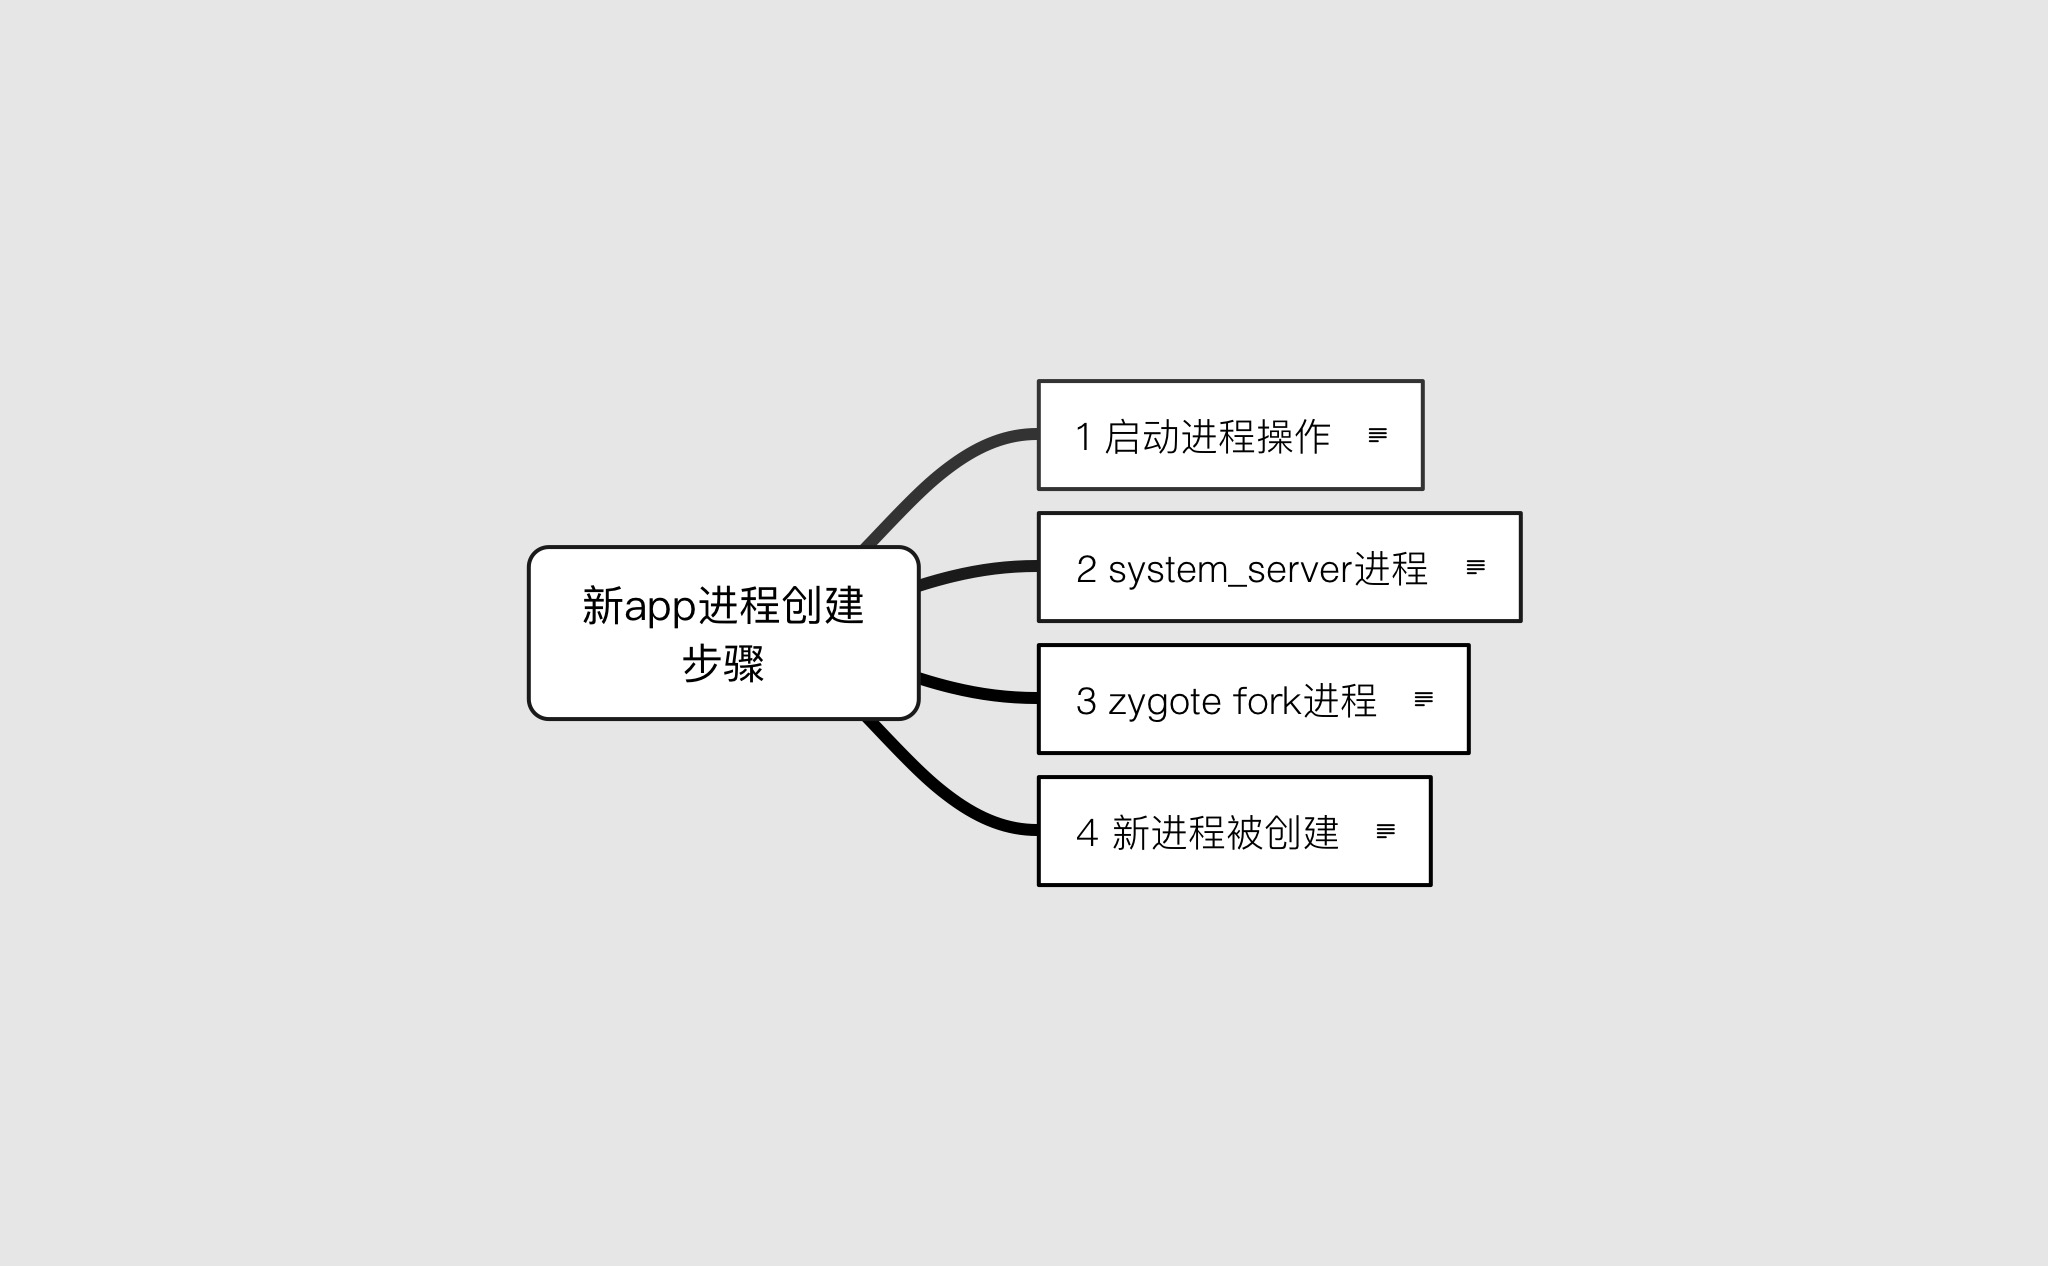 新app进程创建
步骤
1 启动进程操作
2 system_server进程
3 zygote fork进程
4 新进程被创建